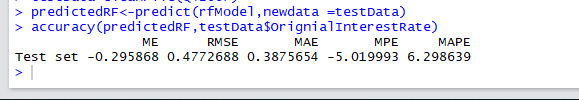 > predictedRF<-predict(rfModel,newdata =testData)
> accuracy(predictedRF,testData$OrignialInterestRate)
ME RMSE MAE MPE MAPE
Test set -0.295868 0.4772688 0.3875654 -5.019993 6.298639
>